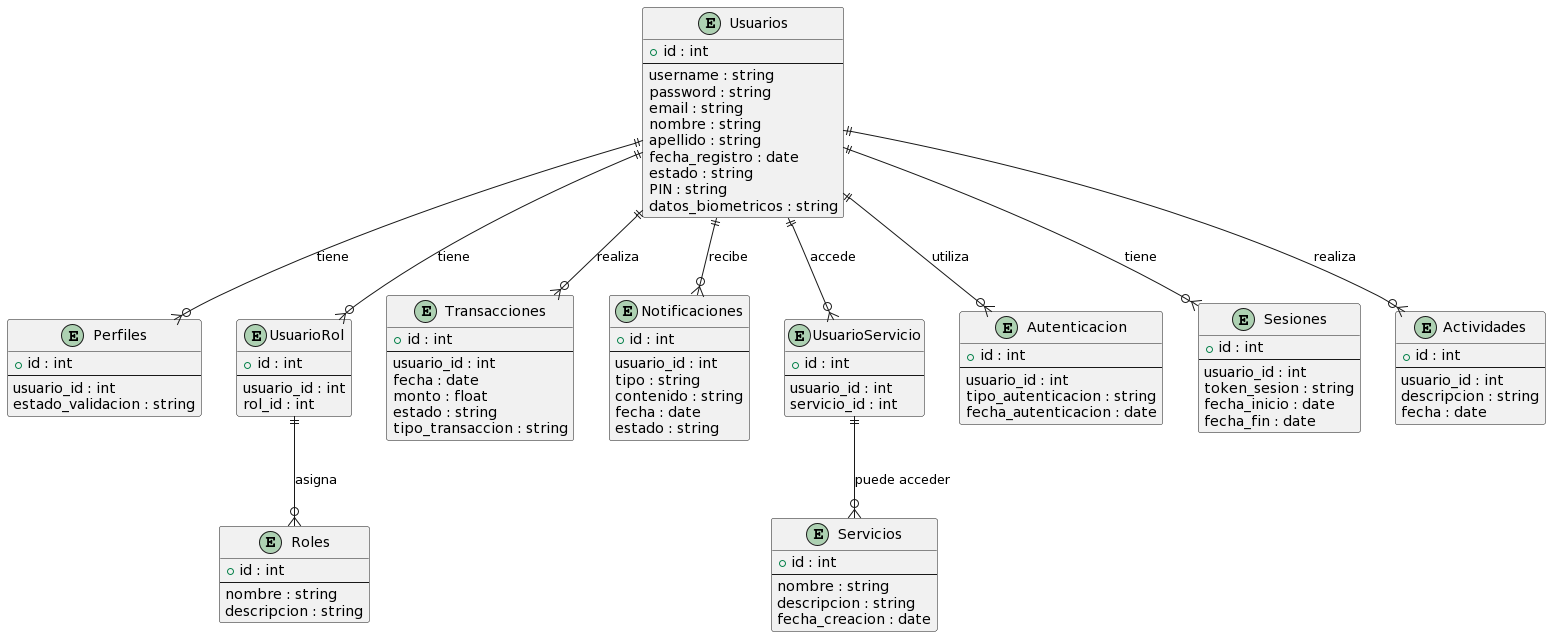 E Usuarios
id : int
username : string
password : string
email : string
nombre : string
apellido : string
fecha_registro : date
estado : string
PIN : string
datos_biometricos : string
tiene
tiene
realiza
recibe
accede
utiliza
tiene
realiza
E Perfiles
id : int
usuario_id : int
estado_validacion : string
E UsuarioRol
id : int
usuario_id : int
rol_id : int
E Transacciones
id : int
usuario_id : int
fecha : date
monto : float
estado : string
tipo_transaccion : string
E Notificaciones
id : int
usuario_id : int
tipo : string
contenido : string
fecha : date
estado : string
E UsuarioServicio
id : int
usuario_id : int
servicio_id : int
E Autenticacion
id : int
usuario_id : int
tipo_autenticacion : string
fecha_autenticacion : date
E Sesiones
id : int
usuario_id : int
token_sesion : string
fecha_inicio : date
fecha_fin : date
E Actividades
id : int
usuario_id : int
descripcion : string
fecha : date
asigna
puede acceder
E Roles
id : int
nombre : string
descripcion : string
E Servicios
id : int
nombre : string
descripcion : string
fecha_creacion : date